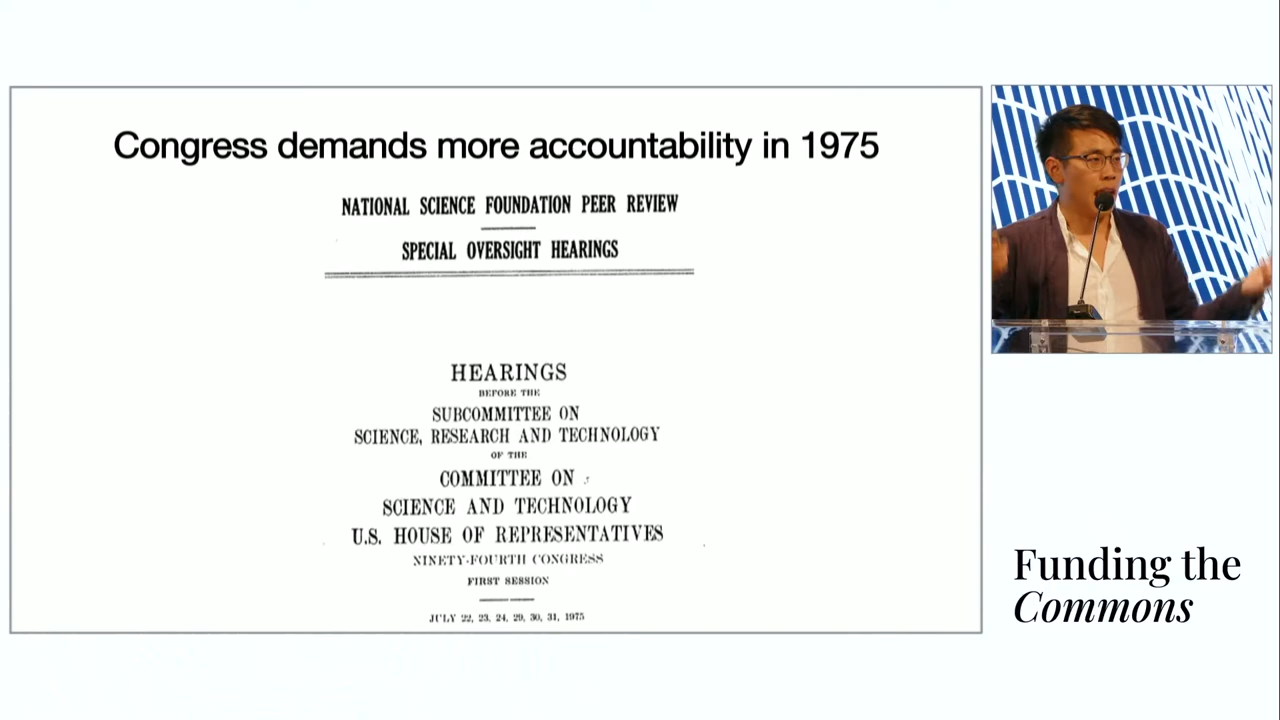 Congress demands more accountability in 1975
NATIONAL SCIENCE FOUNDATION PEER REVIEW
SPECIAL OVERSIGHT HEARINGS
HEARINGS
BEFORE THE
SUBCOMMITTEE ON
SCIENCE, RESEARCH AND TECHNOLOGY
OF THE
COMMITTEE ON
SCIENCE AND TECHNOLOGY
U.S. HOUSE OF REPRESENTATIVES
NINETY-FOURTH CONGRESS
FIRST SESSION
JULY 22, 23, 24, 29, 30, 31, 1975
Funding the
Commons